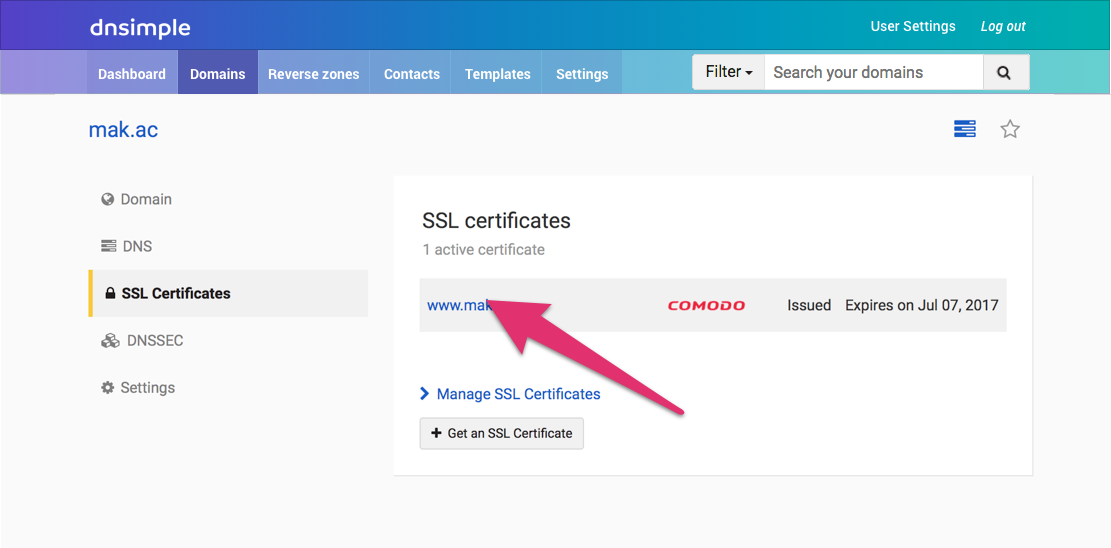 dnsimple
User Settings
Log out
Dashboard
Domains
Reverse zones
Contacts
Templates
Settings
Filter
Search your domains
mak.ac
Domain
DNS
SSL Certificates
DNSSEC
Settings
SSL certificates
1 active certificate
www.mak
COMODO
Issued
Expires on Jul 07, 2017
Manage SSL Certificates
Get an SSL Certificate